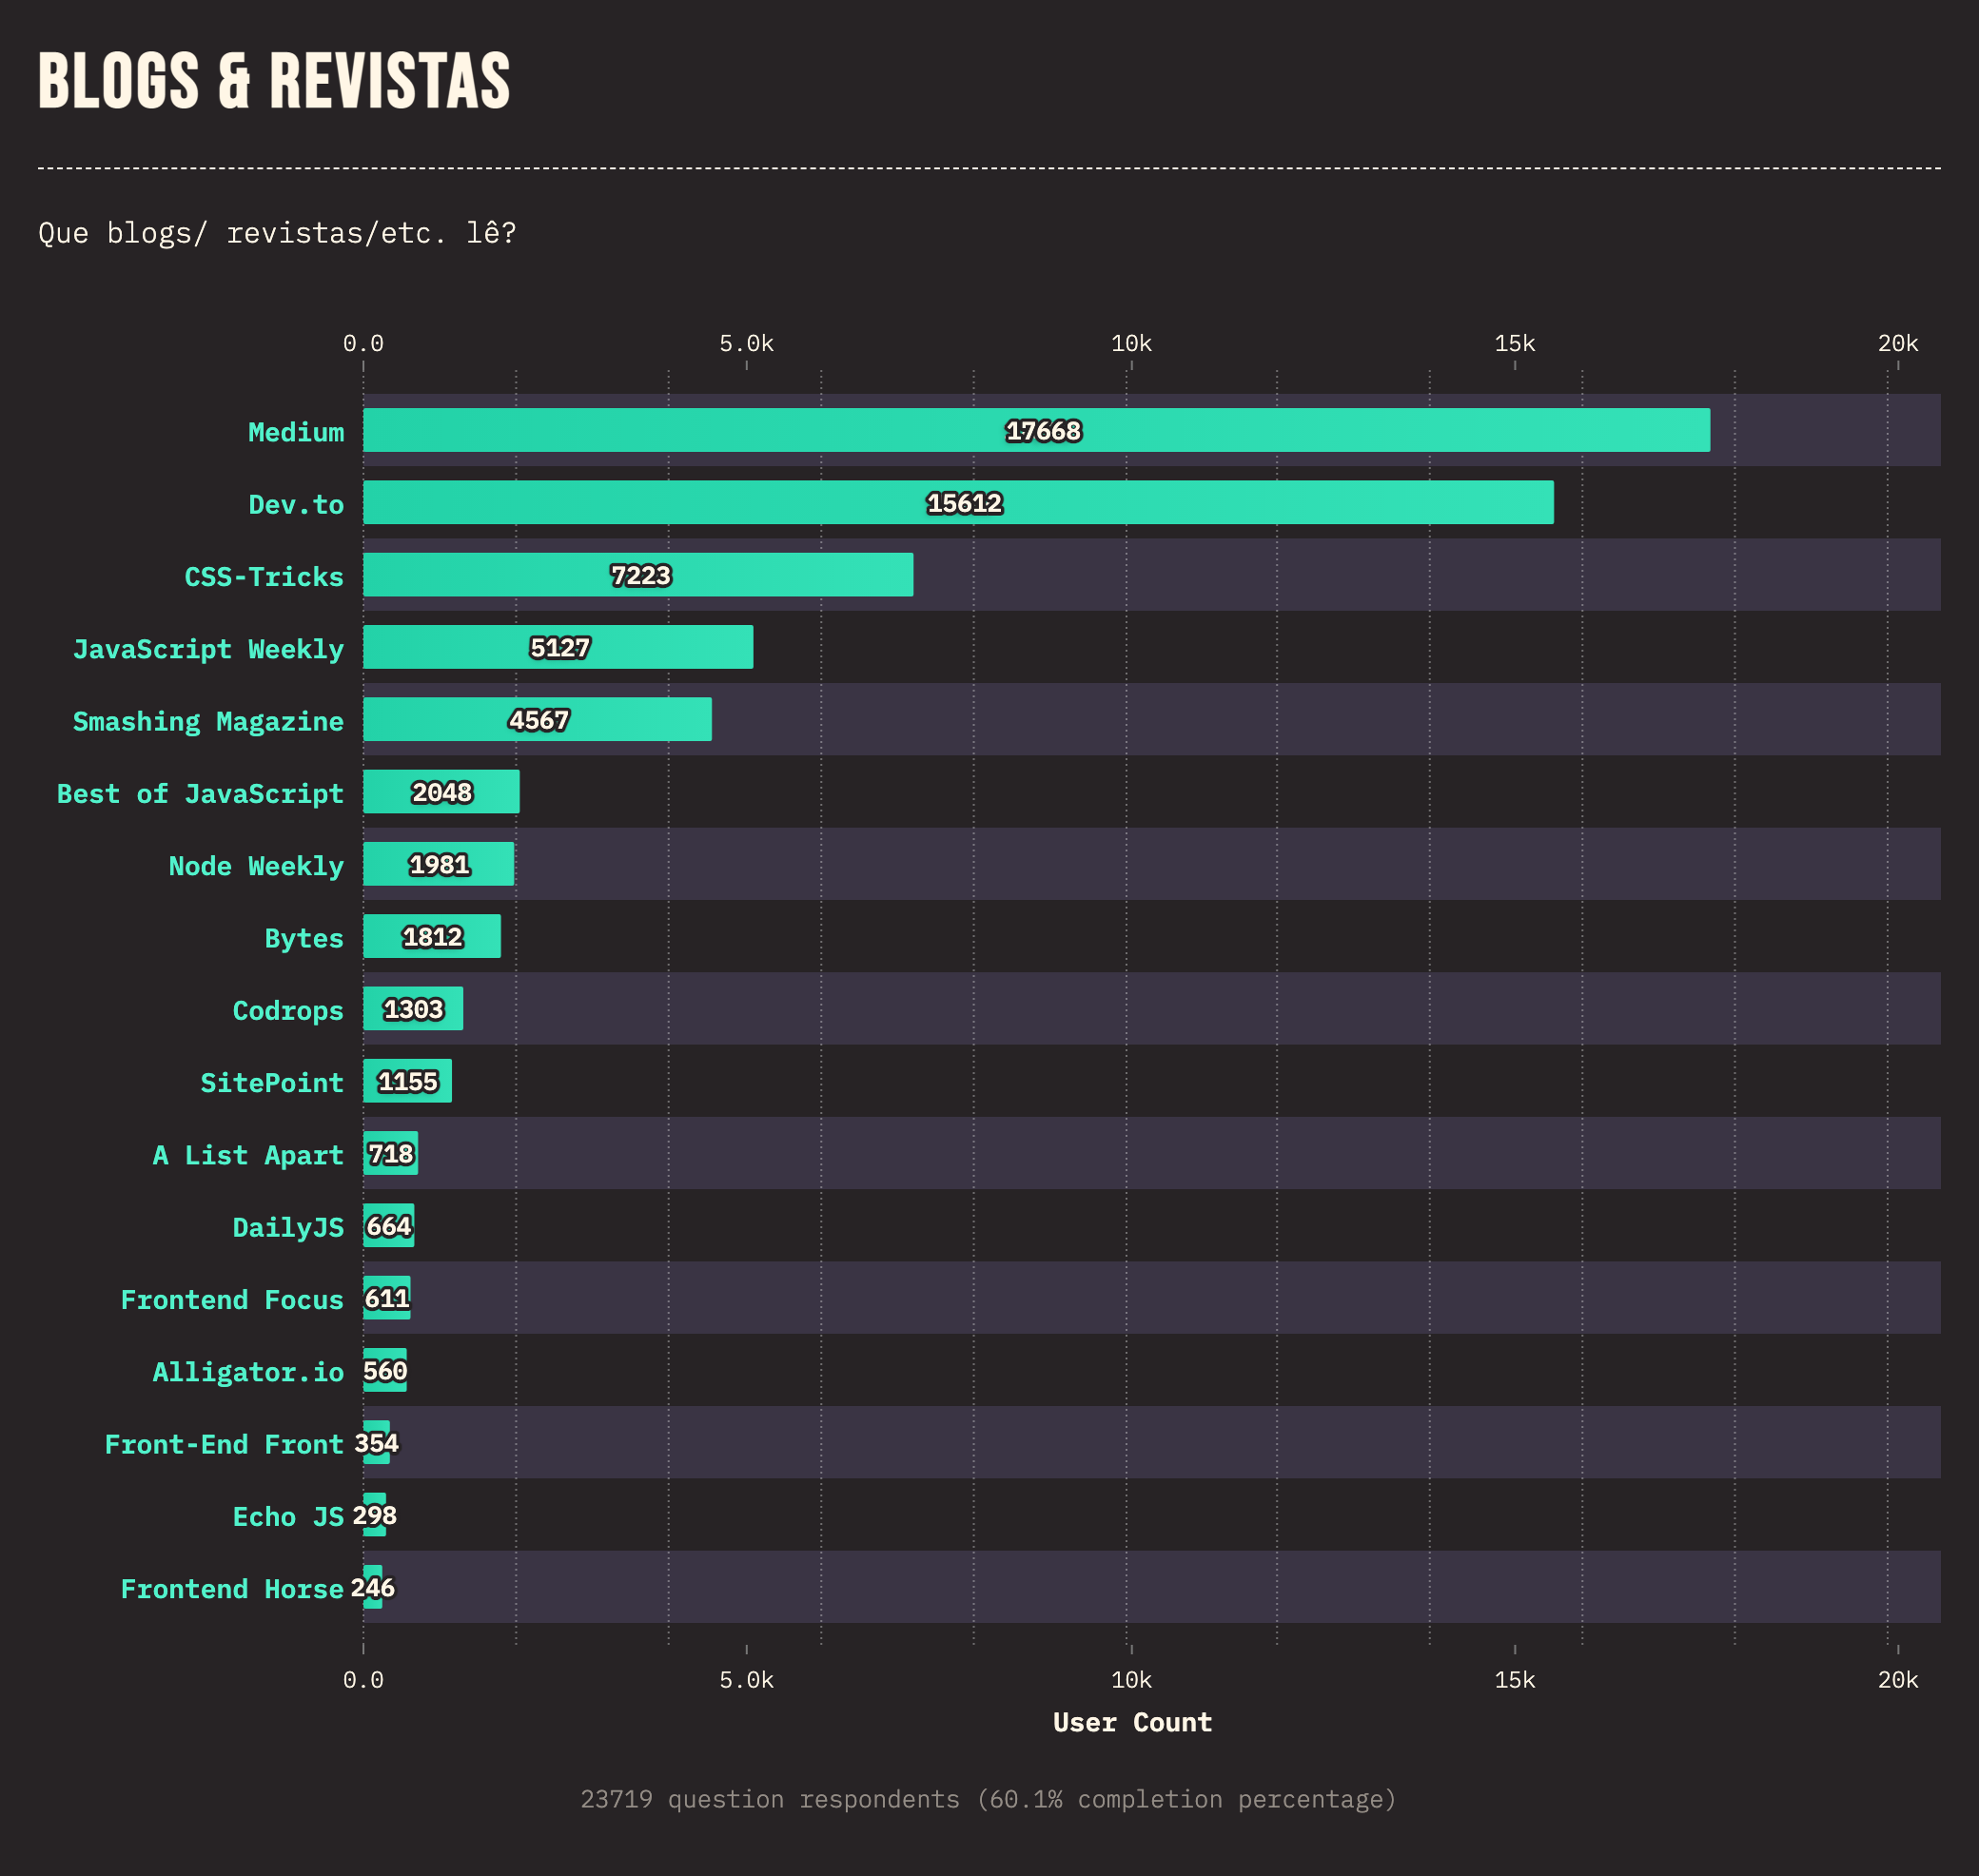 BLOGS & REVISTAS
Que blogs/ revistas/etc. lê?
0.0 5.0k 10k 15k 20k
Medium 17668
Dev.to 15612
CSS-Tricks 7223
JavaScript Weekly 5127
Smashing Magazine 4567
Best of JavaScript 2048
Node Weekly 1981
Bytes 1812
Codrops 1303
SitePoint 1155
A List Apart 718
DailyJS 664
Frontend Focus 611
Alligator.io 560
Front-End Front 354
Echo JS 298
Frontend Horse 246
0.0 5.0k 10k 15k 20k
User Count
23719 question respondents (60.1% completion percentage)